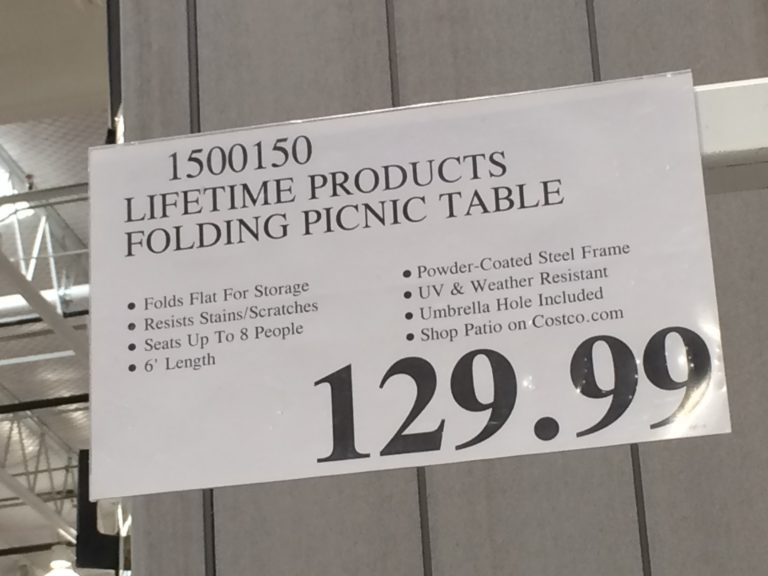 1500150
LIFETIME PRODUCTS
FOLDING PICNIC TABLE
• Folds Flat For Storage
• Resists Stains/Scratches
• Seats Up To 8 People
• 6' Length
• Powder-Coated Steel Frame
• UV & Weather Resistant
• Umbrella Hole Included
• Shop Patio on Costco.com
129.99